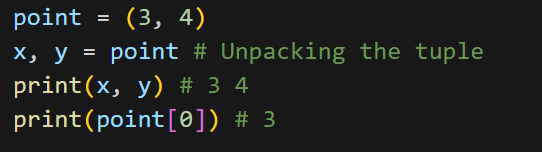 point = (3, 4)
x, y = point # Unpacking the tuple
print(x, y) # 3 4
print(point[0]) # 3